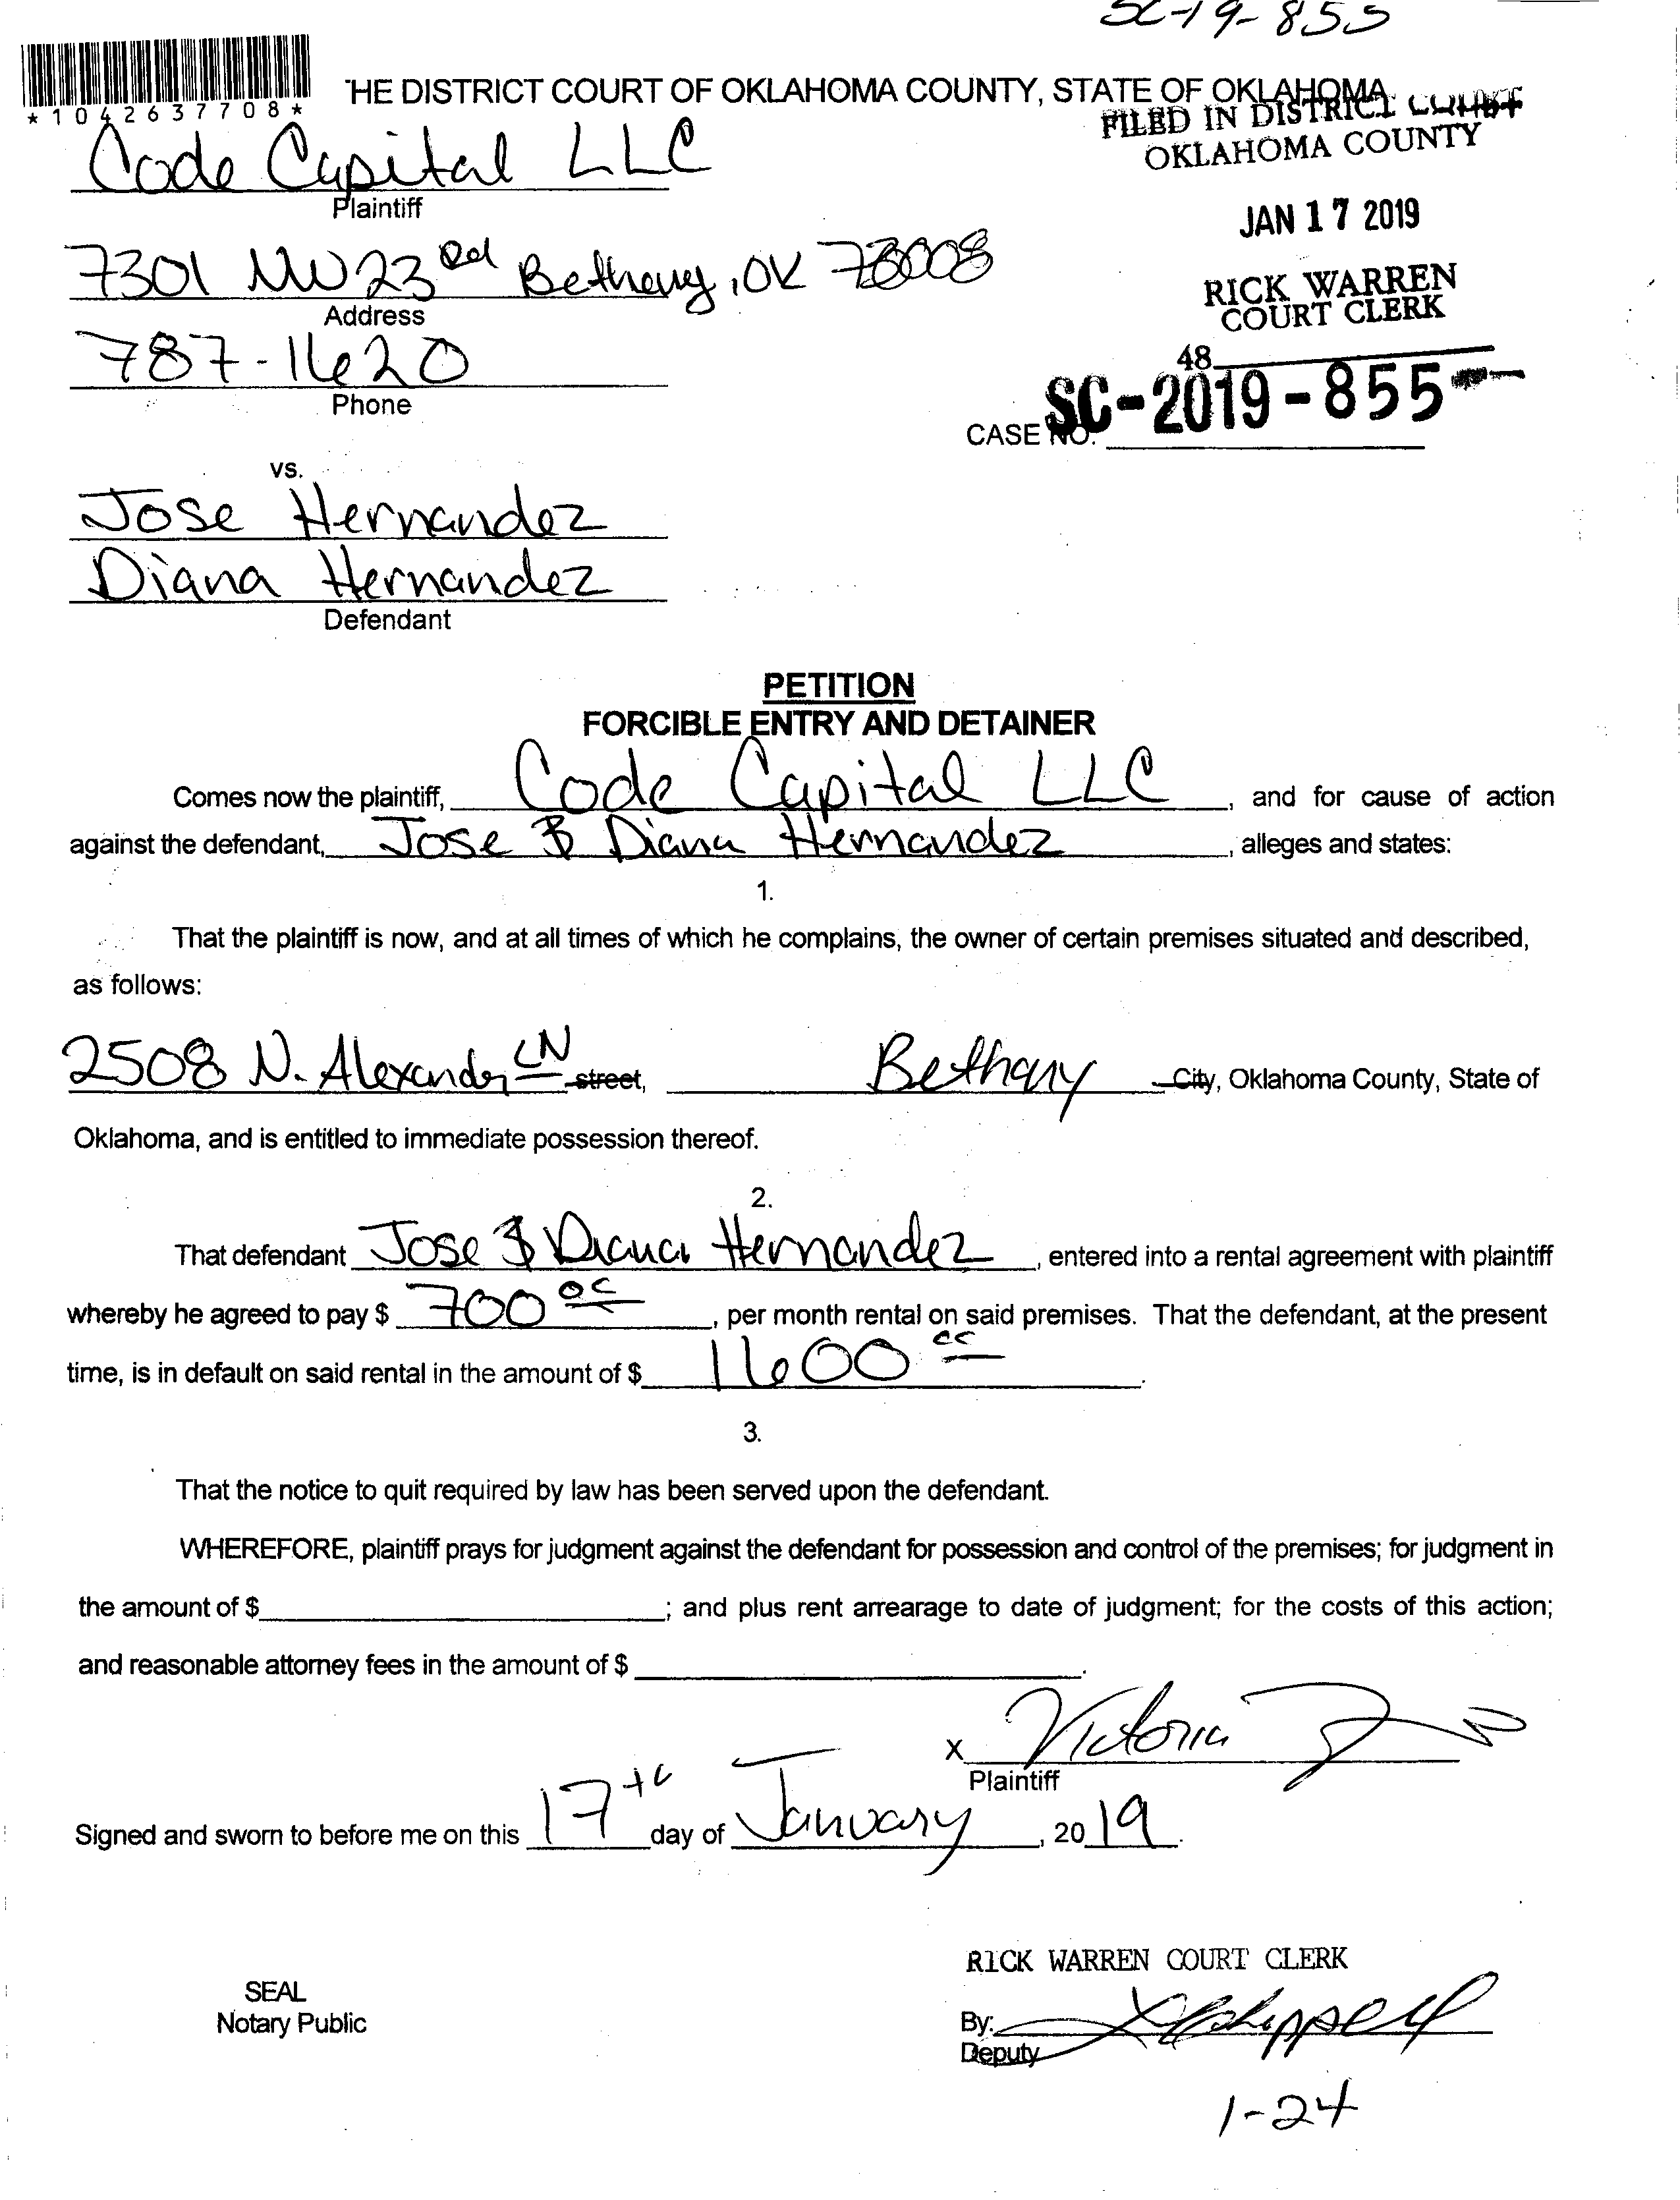 SC-19-855
*1042637708*
HE DISTRICT COURT OF OKLAHOMA COUNTY, STATE OF OKLAHOMA
FILED IN DISTRICT COURT
OKLAHOMA COUNTY
Code Capital LLC
Plaintiff
JAN 17 2019
7301 NW 23rd Bethany, OK 73008
Address
RICK WARREN
COURT CLERK
787-1620
Phone
48
CASE NO. SC-2019-855
vs.
Jose Hernandez
Diana Hernandez
Defendant
PETITION
FORCIBLE ENTRY AND DETAINER
Comes now the plaintiff, Code Capital LLC, and for cause of action
against the defendant, Jose & Diana Hernandez, alleges and states:
1.
That the plaintiff is now, and at all times of which he complains, the owner of certain premises situated and described,
as follows:
2508 N. Alexander LN street, Bethany City, Oklahoma County, State of
Oklahoma, and is entitled to immediate possession thereof.
2.
That defendant Jose & Diana Hernandez, entered into a rental agreement with plaintiff
whereby he agreed to pay $ 700 00, per month rental on said premises. That the defendant, at the present
time, is in default on said rental in the amount of $ 1600 00.
3.
That the notice to quit required by law has been served upon the defendant.
WHEREFORE, plaintiff prays for judgment against the defendant for possession and control of the premises; for judgment in
the amount of $ ; and plus rent arrearage to date of judgment; for the costs of this action;
and reasonable attorney fees in the amount of $ .
X Victoria
Plaintiff
Signed and sworn to before me on this 17th day of January, 2019.
RICK WARREN COURT CLERK
SEAL
Notary Public
By:
Deputy
1-24